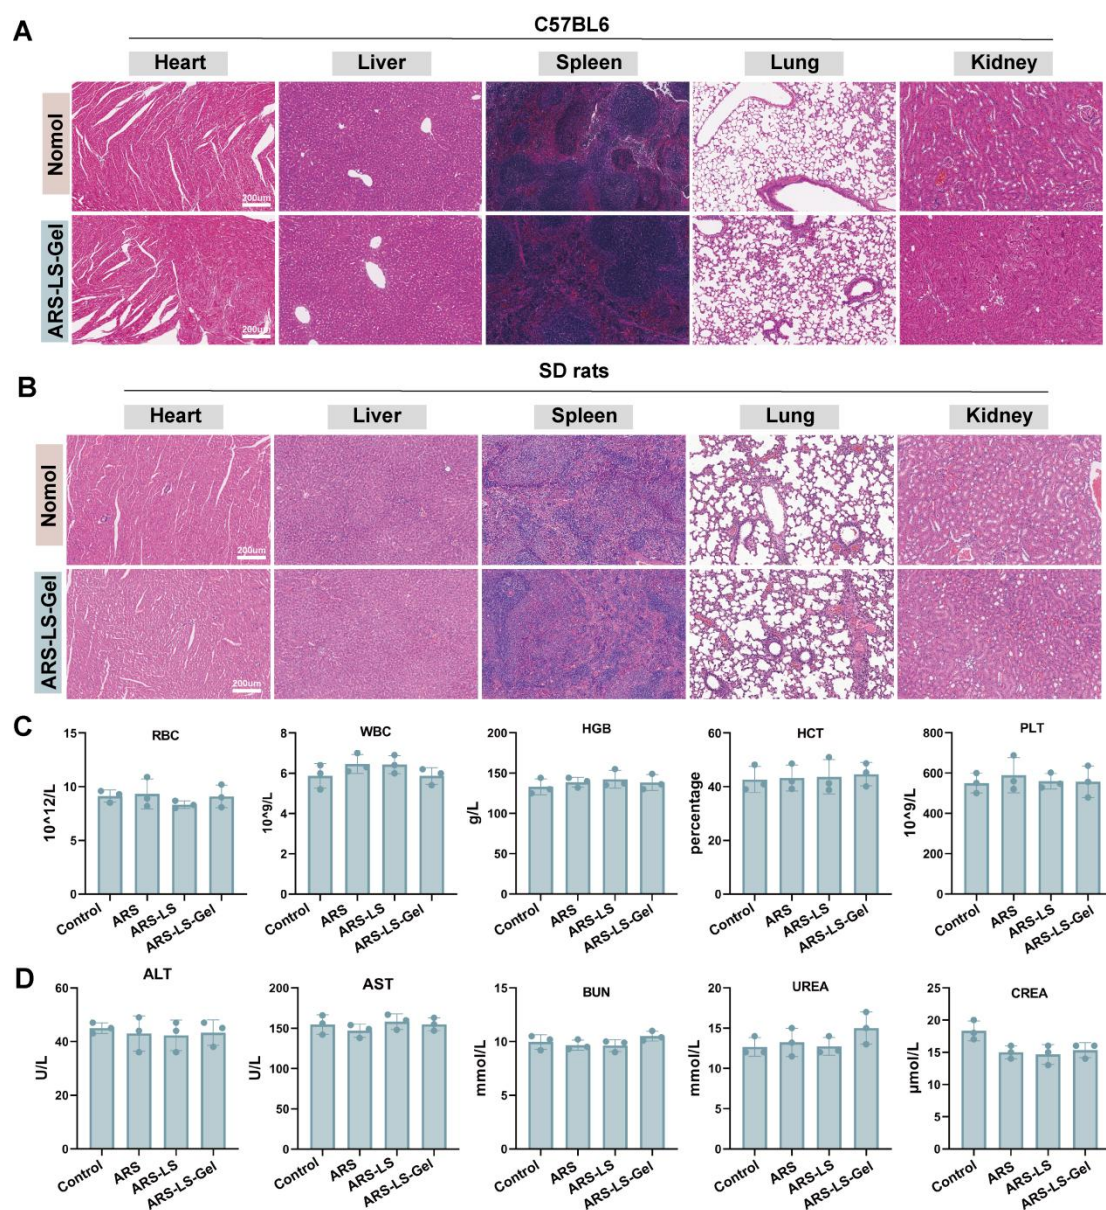 A
C57BL6
Heart Liver Spleen Lung Kidney
Nomol
200um
ARS-LS-Gel
200um
B
SD rats
Heart Liver Spleen Lung Kidney
Nomol
200um
ARS-LS-Gel
200um
C
RBC
10^12/L
15
10
5
0
Control ARS ARS-LS ARS-LS-Gel
WBC
10^9/L
8
6
4
2
0
Control ARS ARS-LS ARS-LS-Gel
HGB
g/L
200
150
100
50
0
Control ARS ARS-LS ARS-LS-Gel
HCT
percentage
60
40
20
0
Control ARS ARS-LS ARS-LS-Gel
PLT
10^9/L
800
600
400
200
0
Control ARS ARS-LS ARS-LS-Gel
D
ALT
U/L
60
40
20
0
Control ARS ARS-LS ARS-LS-Gel
AST
U/L
200
150
100
50
0
Control ARS ARS-LS ARS-LS-Gel
BUN
mmol/L
15
10
5
0
Control ARS ARS-LS ARS-LS-Gel
UREA
mmol/L
20
15
10
5
0
Control ARS ARS-LS ARS-LS-Gel
CREA
μmol/L
25
20
15
10
5
0
Control ARS ARS-LS ARS-LS-Gel